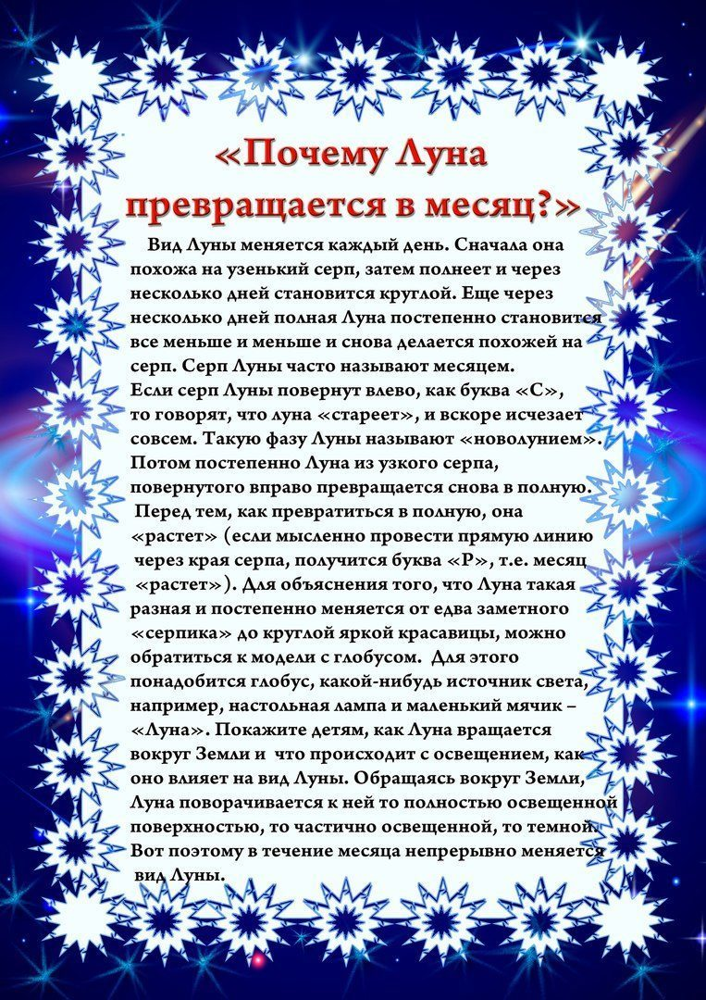 «Почему Луна
превращается в месяц?»
Вид Луны меняется каждый день. Сначала она
похожа на узенький серп, затем полнеет и через
несколько дней становится круглой. Еще через
несколько дней полная Луна постепенно становится
все меньше и меньше и снова делается похожей на
серп. Серп Луны часто называют месяцем.
Если серп Луны повернут влево, как буква «С»,
то говорят, что луна «стареет», и вскоре исчезает
совсем. Такую фазу Луны называют «новолунием».
Потом постепенно Луна из узкого серпа,
повернутого вправо превращается снова в полную.
Перед тем, как превратиться в полную, она
«растет» (если мысленно провести прямую линию
через края серпа, получится буква «Р», т.е. месяц
«растет»). Для объяснения того, что Луна такая
разная и постепенно меняется от едва заметного
«серпика» до круглой яркой красавицы, можно
обратиться к модели с глобусом. Для этого
понадобится глобус, какой-нибудь источник света,
например, настольная лампа и маленький мячик –
«Луна». Покажите детям, как Луна вращается
вокруг Земли и что происходит с освещением, как
оно влияет на вид Луны. Обращаясь вокруг Земли,
Луна поворачивается к ней то полностью освещенной
поверхностью, то частично освещенной, то темной.
Вот поэтому в течение месяца непрерывно меняется
вид Луны.